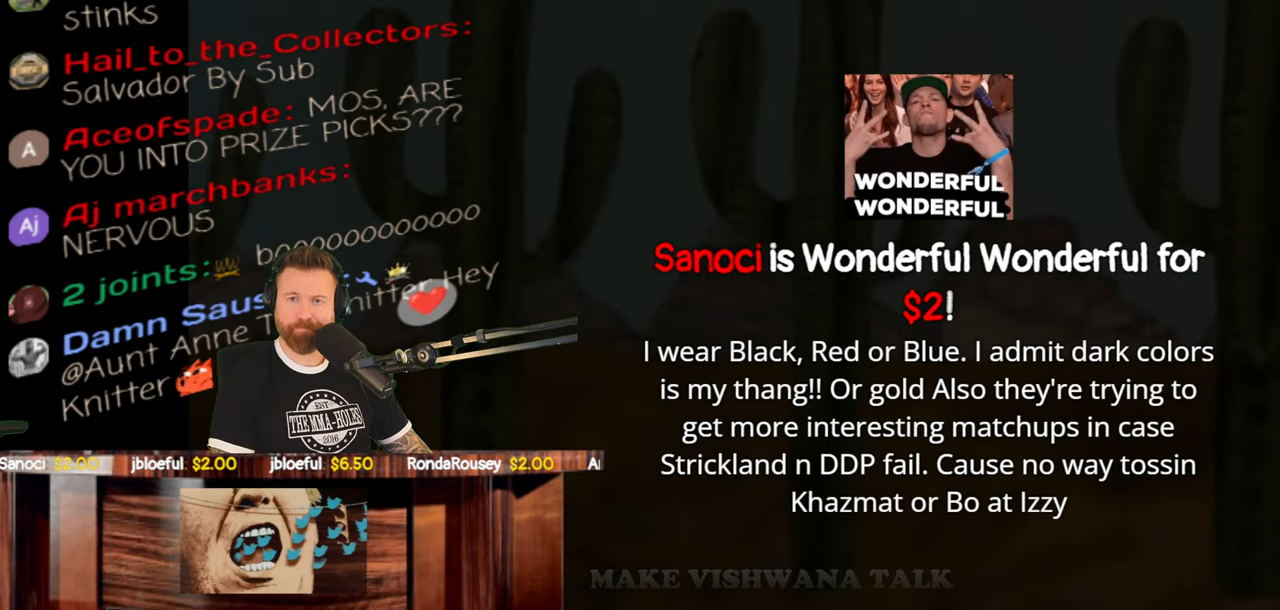 stinks
Hail_to_the_Collectors:
Salvador By Sub
Aceofspade: MOS, ARE
YOU INTO PRIZE PICKS???
Aj marchbanks:
NERVOUS
2 joints:
Damn Saus
@Aunt Anne Hey
Knitter
A
Aj
EST
THE MMA-HOLES
2016
Sanoci $2.00 jbloeful $2.00 jbloeful $6.50 RondaRousey $2.00
WONDERFUL
WONDERFUL
Sanoci is Wonderful Wonderful for
$2!
I wear Black, Red or Blue. I admit dark colors
is my thang!! Or gold Also they're trying to
get more interesting matchups in case
Strickland n DDP fail. Cause no way tossin
Khazmat or Bo at Izzy
MAKE VISHWANA TALK